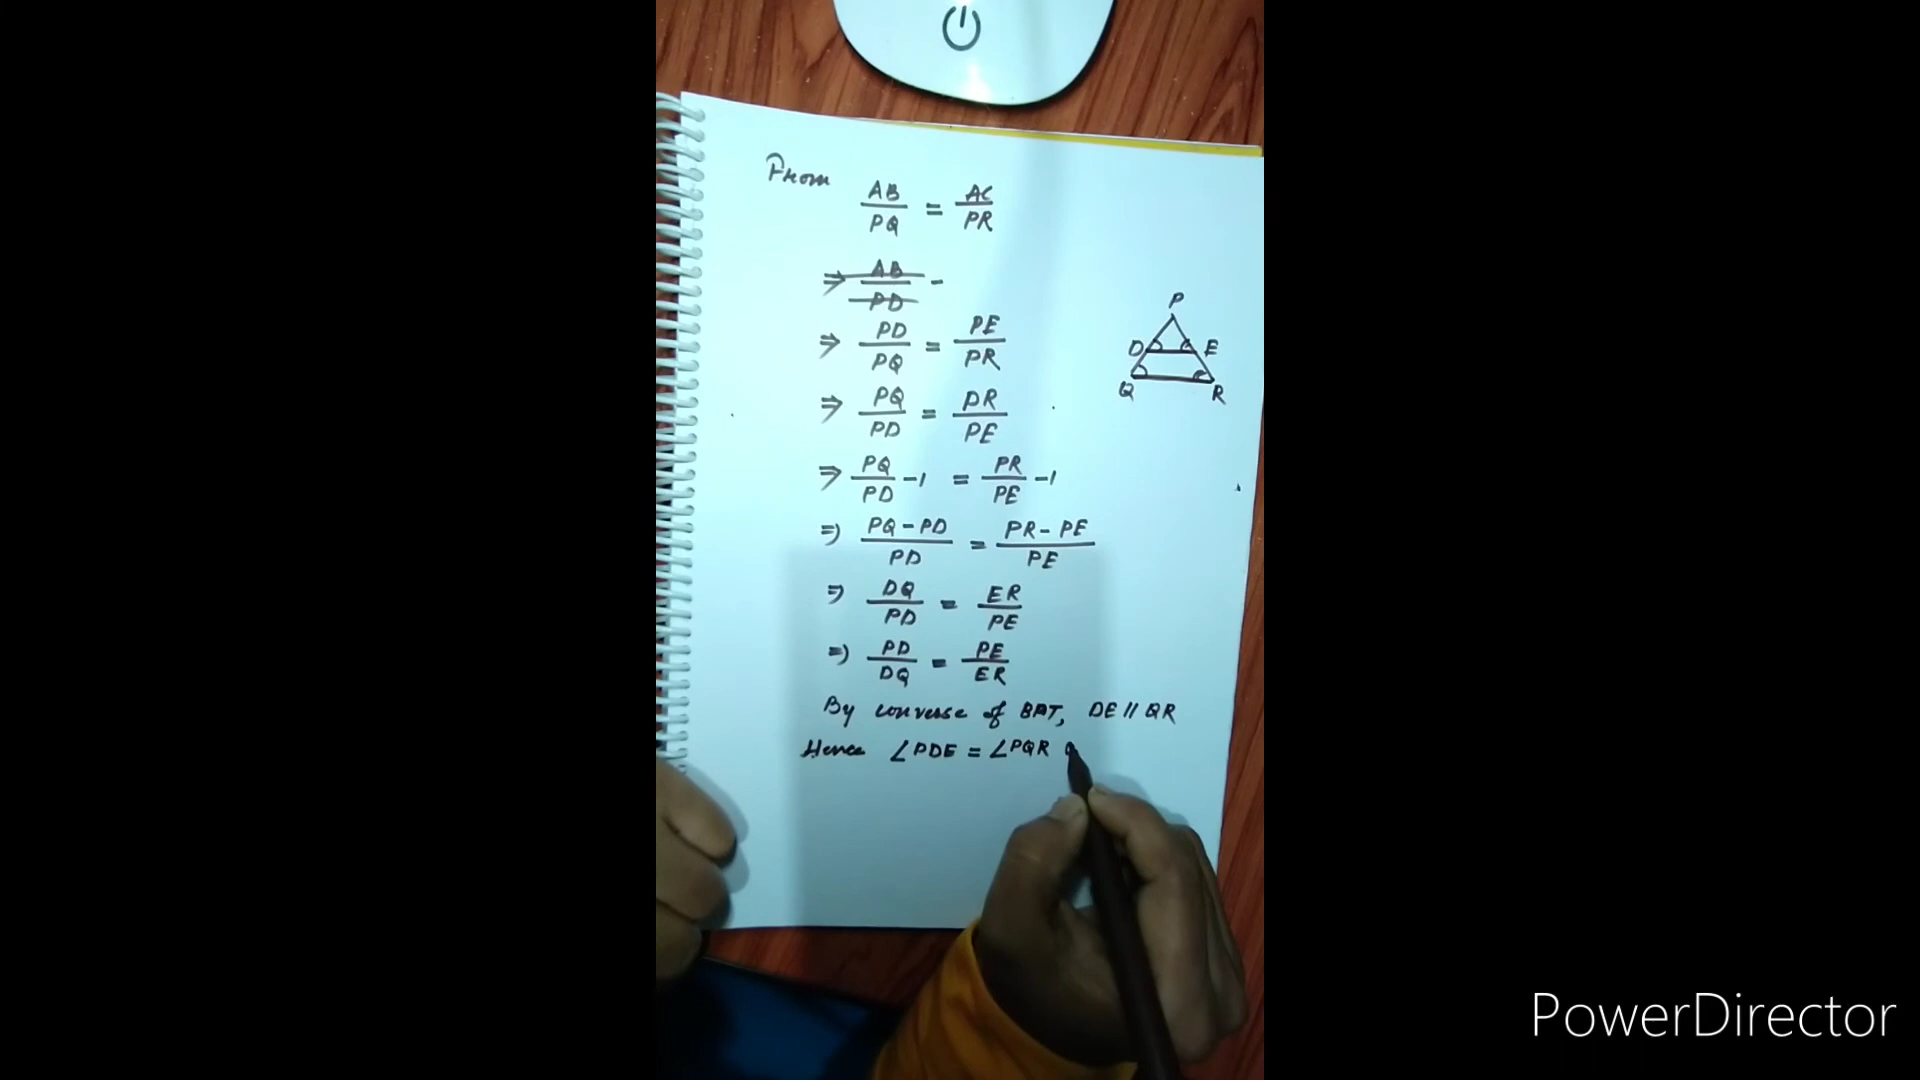 From
AB/PQ = AC/PR
⇒ AB/PD =
⇒ PD/PQ = PE/PR
⇒ PQ/PD = PR/PE
⇒ PQ/PD -1 = PR/PE -1
⇒ PQ-PD/PD = PR-PE/PE
⇒ DQ/PD = ER/PE
⇒ PD/DQ = PE/ER
By converse of BPT, DE || QR
Hence ∠PDE = ∠PQR
P
D E
Q R
PowerDirector